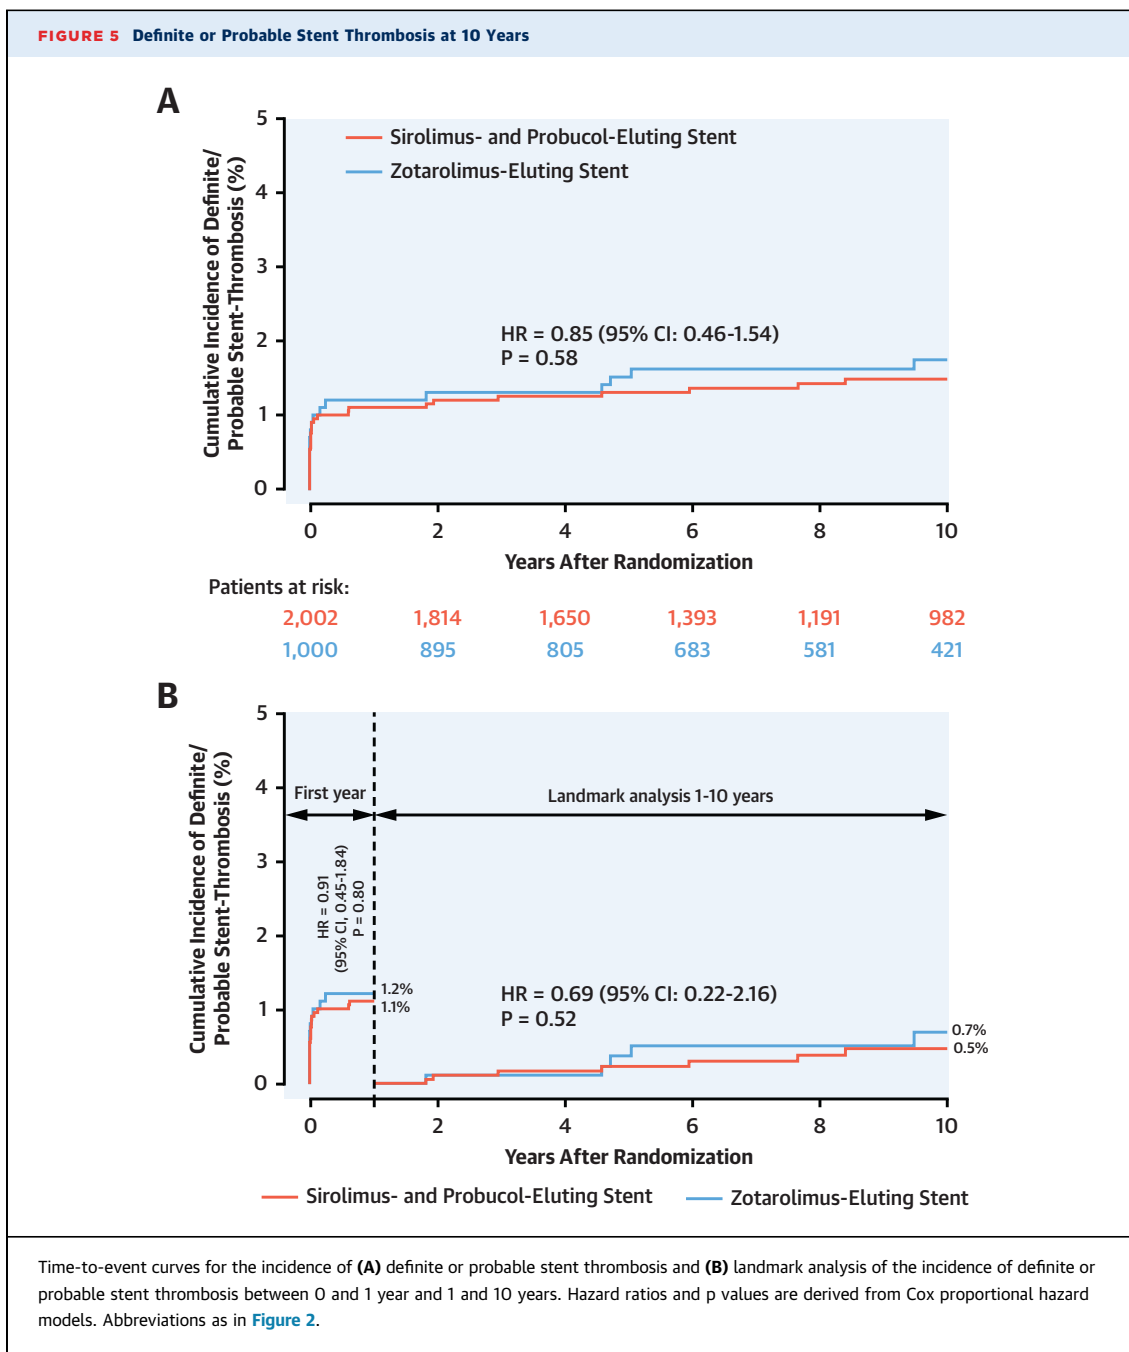 FIGURE 5 Definite or Probable Stent Thrombosis at 10 Years
A
Cumulative Incidence of Definite/
Probable Stent-Thrombosis (%)
5
4
3
2
1
0
Sirolimus- and Probucol-Eluting Stent
Zotarolimus-Eluting Stent
HR = 0.85 (95% CI: 0.46-1.54)
P = 0.58
0 2 4 6 8 10
Years After Randomization
Patients at risk:
2,002 1,814 1,650 1,393 1,191 982
1,000 895 805 683 581 421
B
Cumulative Incidence of Definite/
Probable Stent-Thrombosis (%)
5
4
3
2
1
0
First year
Landmark analysis 1-10 years
HR = 0.91
(95% CI, 0.45-1.84)
P = 0.80
1.2%
1.1%
HR = 0.69 (95% CI: 0.22-2.16)
P = 0.52
0.7%
0.5%
0 2 4 6 8 10
Years After Randomization
Sirolimus- and Probucol-Eluting Stent Zotarolimus-Eluting Stent
Time-to-event curves for the incidence of (A) definite or probable stent thrombosis and (B) landmark analysis of the incidence of definite or
probable stent thrombosis between 0 and 1 year and 1 and 10 years. Hazard ratios and p values are derived from Cox proportional hazard
models. Abbreviations as in Figure 2.